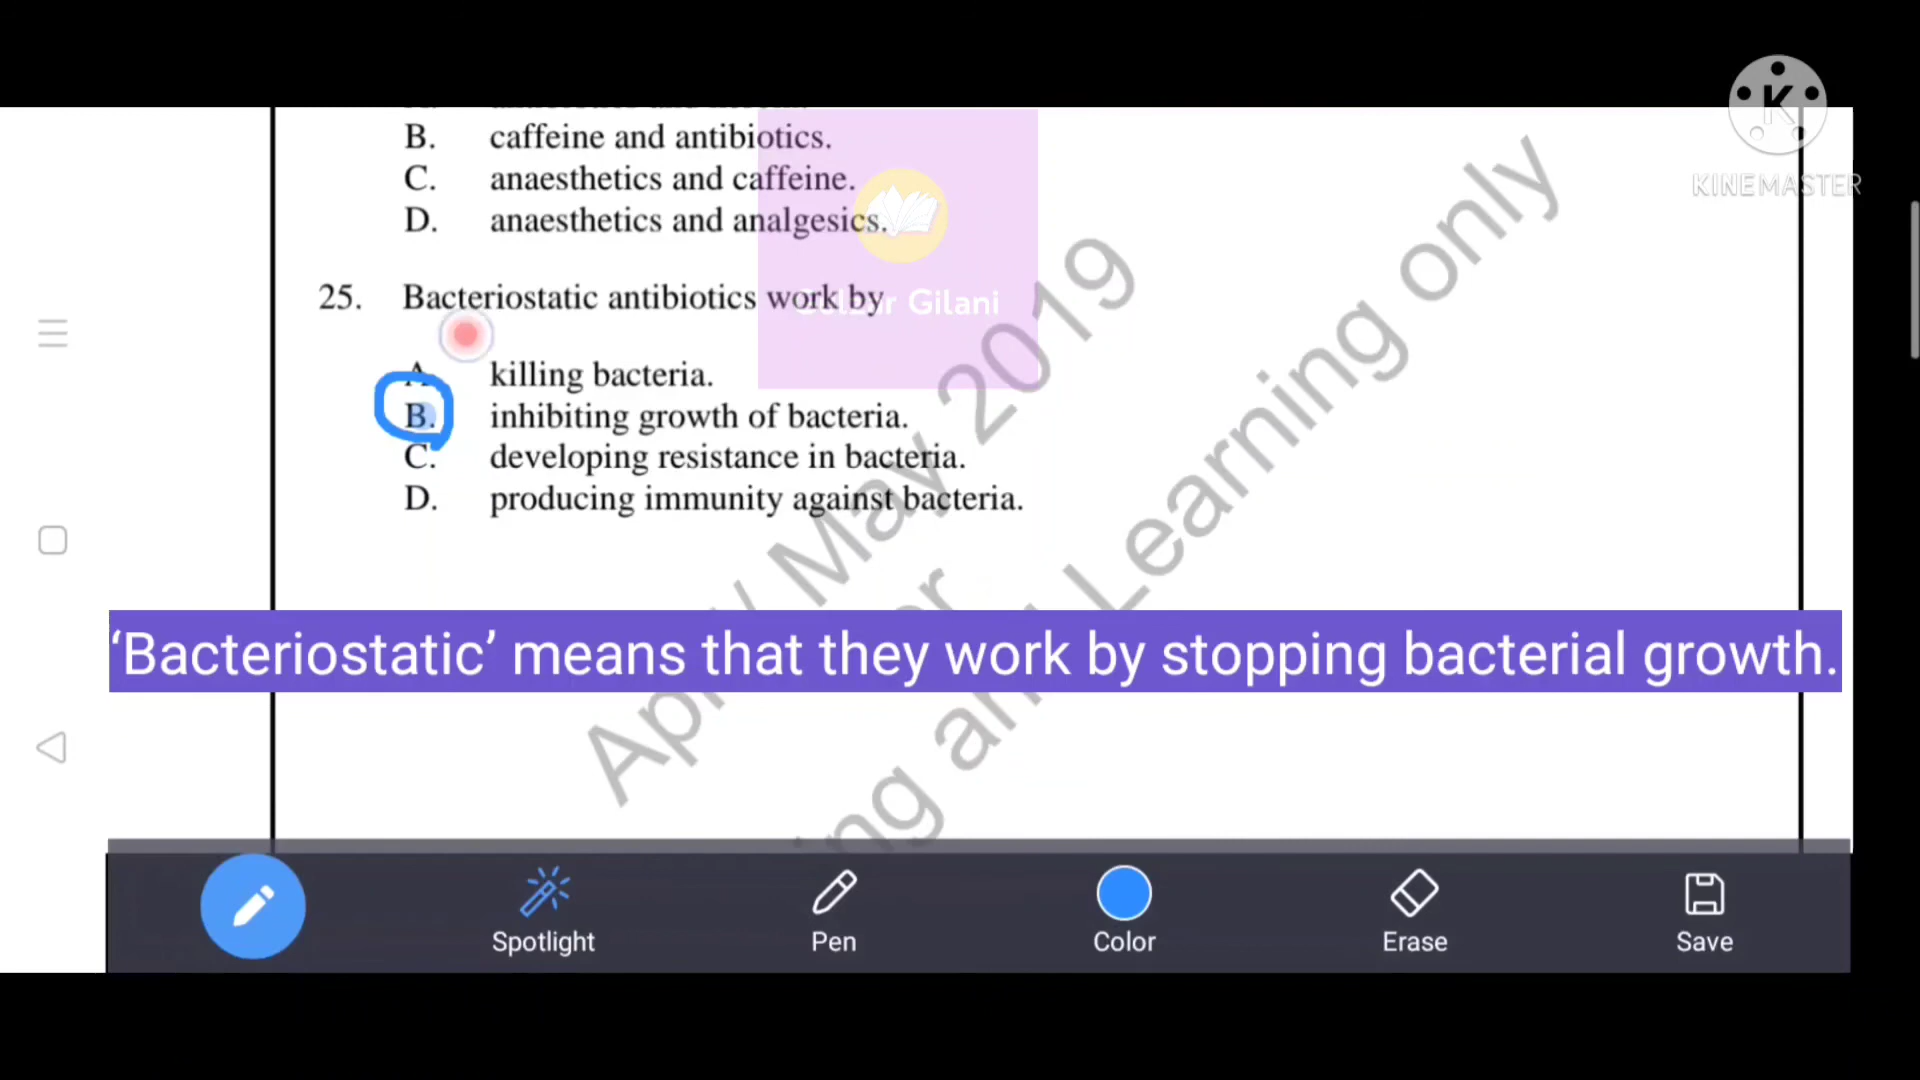 B. caffeine and antibiotics.
C. anaesthetics and caffeine.
D. anaesthetics and analgesics.
25. Bacteriostatic antibiotics work by
A. killing bacteria.
B. inhibiting growth of bacteria.
C. developing resistance in bacteria.
D. producing immunity against bacteria.
‘Bacteriostatic’ means that they work by stopping bacterial growth.
KINEMASTER
Gilani
May 2019
Learning only
Spotlight
Pen
Color
Erase
Save